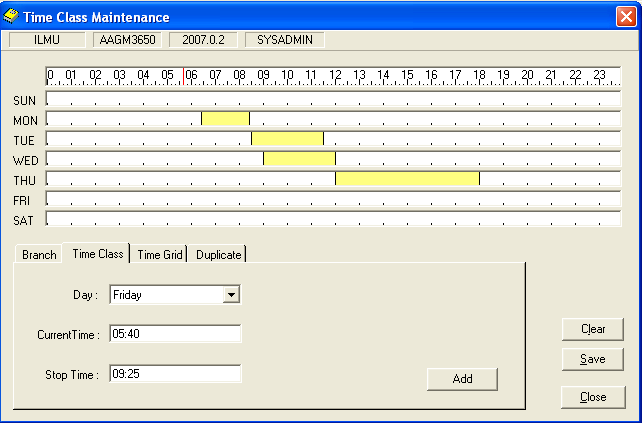 Time Class Maintenance
ILMU AAGM3650 2007.0.2 SYSADMIN
0 01 02 03 04 05 06 07 08 09 10 11 12 13 14 15 16 17 18 19 20 21 22 23
SUN
MON
TUE
WED
THU
FRI
SAT
Branch Time Class Time Grid Duplicate
Day : Friday
CurrentTime : 05:40
Stop Time : 09:25
Add
Clear
Save
Close